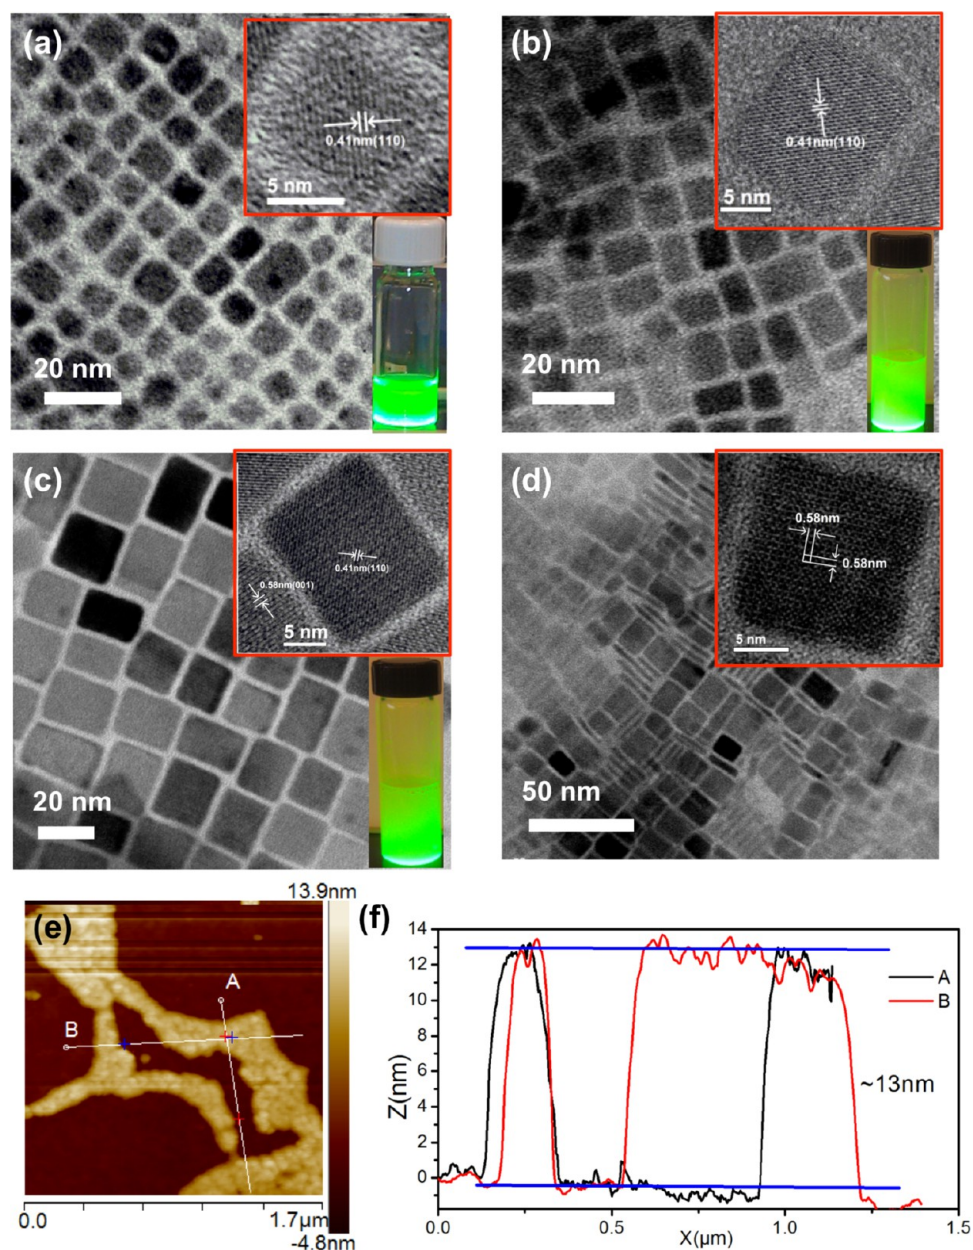 (a)
0.41nm(110)
5 nm
20 nm
(b)
0.41nm(110)
5 nm
20 nm
(c)
0.41nm(110)
0.58nm(001)
5 nm
20 nm
(d)
0.58nm
0.58nm
5 nm
50 nm
(e)
13.9nm
A
B
0.0
1.7μm
-4.8nm
(f)
14
12
10
8
6
4
2
0
Z(nm)
A
B
~13nm
0.0
0.5
1.0
1.5
X(μm)